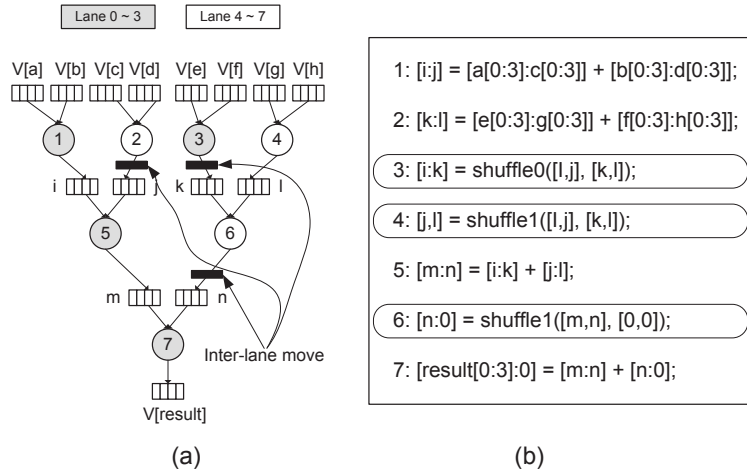 Lane 0 ~ 3
Lane 4 ~ 7
V[a] V[b] V[c] V[d] V[e] V[f] V[g] V[h]
1 2 3 4
i j k l
5 6
m n
7
Inter-lane move
V[result]
(a)
1: [i:j] = [a[0:3]:c[0:3]] + [b[0:3]:d[0:3]];
2: [k:l] = [e[0:3]:g[0:3]] + [f[0:3]:h[0:3]];
3: [i:k] = shuffle0([I,j], [k,l]);
4: [j,l] = shuffle1([I,j], [k,l]);
5: [m:n] = [i:k] + [j:l];
6: [n:0] = shuffle1([m,n], [0,0]);
7: [result[0:3]:0] = [m:n] + [n:0];
(b)